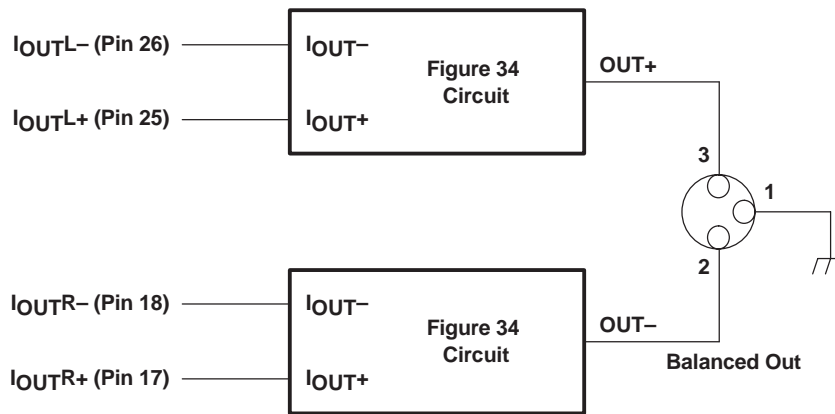 IOUTL– (Pin 26)
IOUT–
Figure 34
Circuit
OUT+
IOUTL+ (Pin 25)
IOUT+
3
1
2
IOUTR– (Pin 18)
IOUT–
Figure 34
Circuit
OUT–
Balanced Out
IOUTR+ (Pin 17)
IOUT+